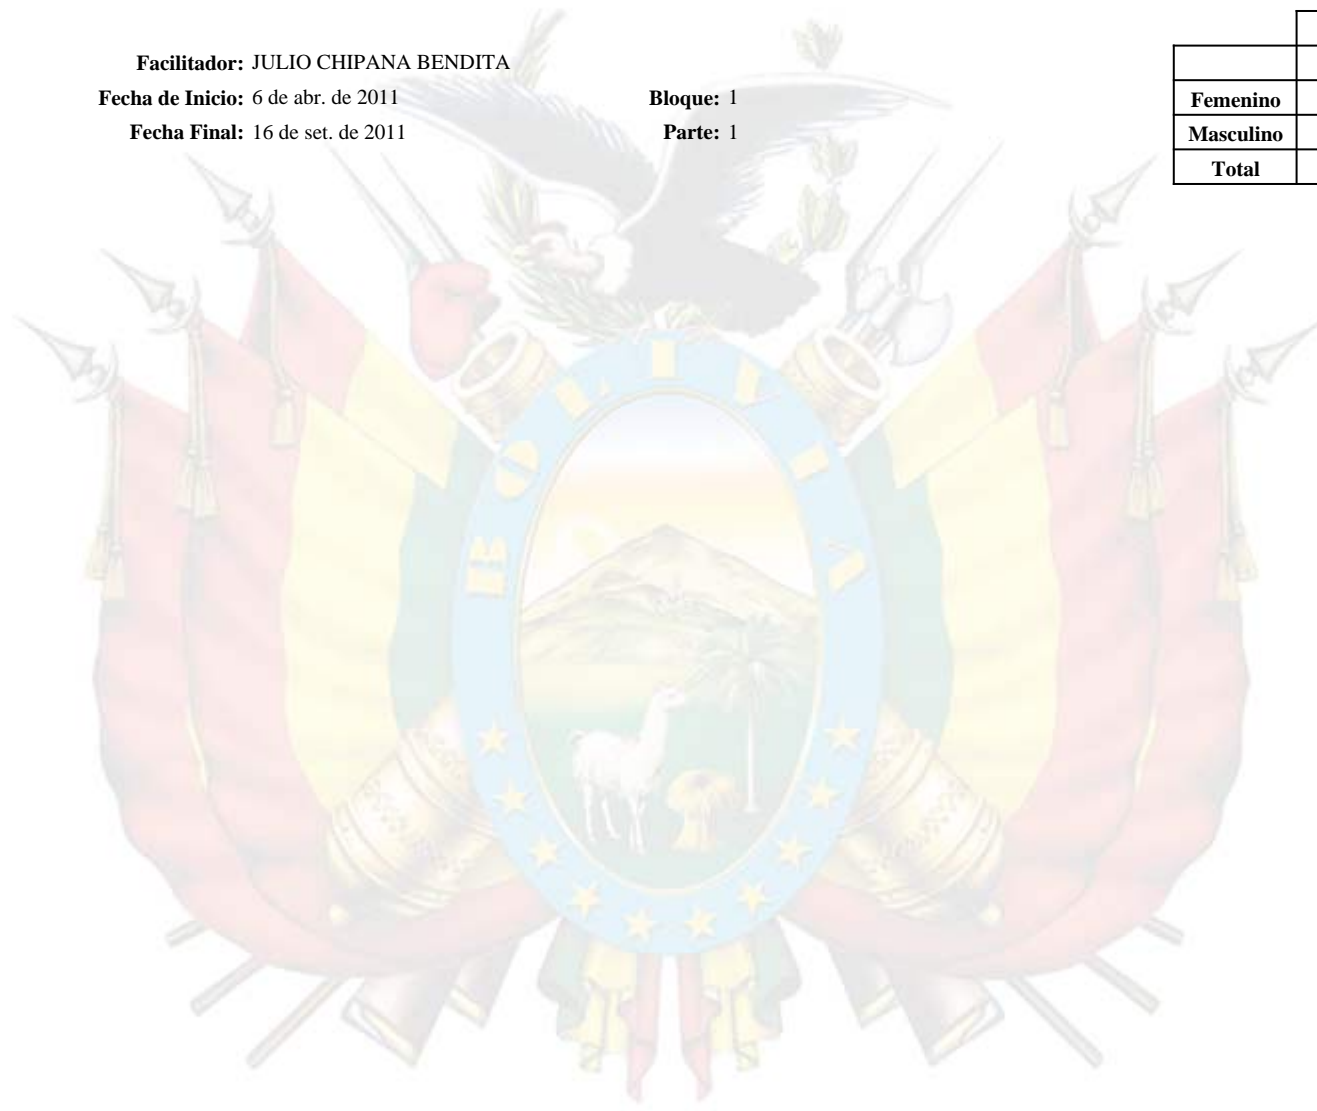 Facilitador: JULIO CHIPANA BENDITA
Fecha de Inicio: 6 de abr. de 2011 Bloque: 1
Fecha Final: 16 de set. de 2011 Parte: 1
Femenino
Masculino
Total
BOLIVIA